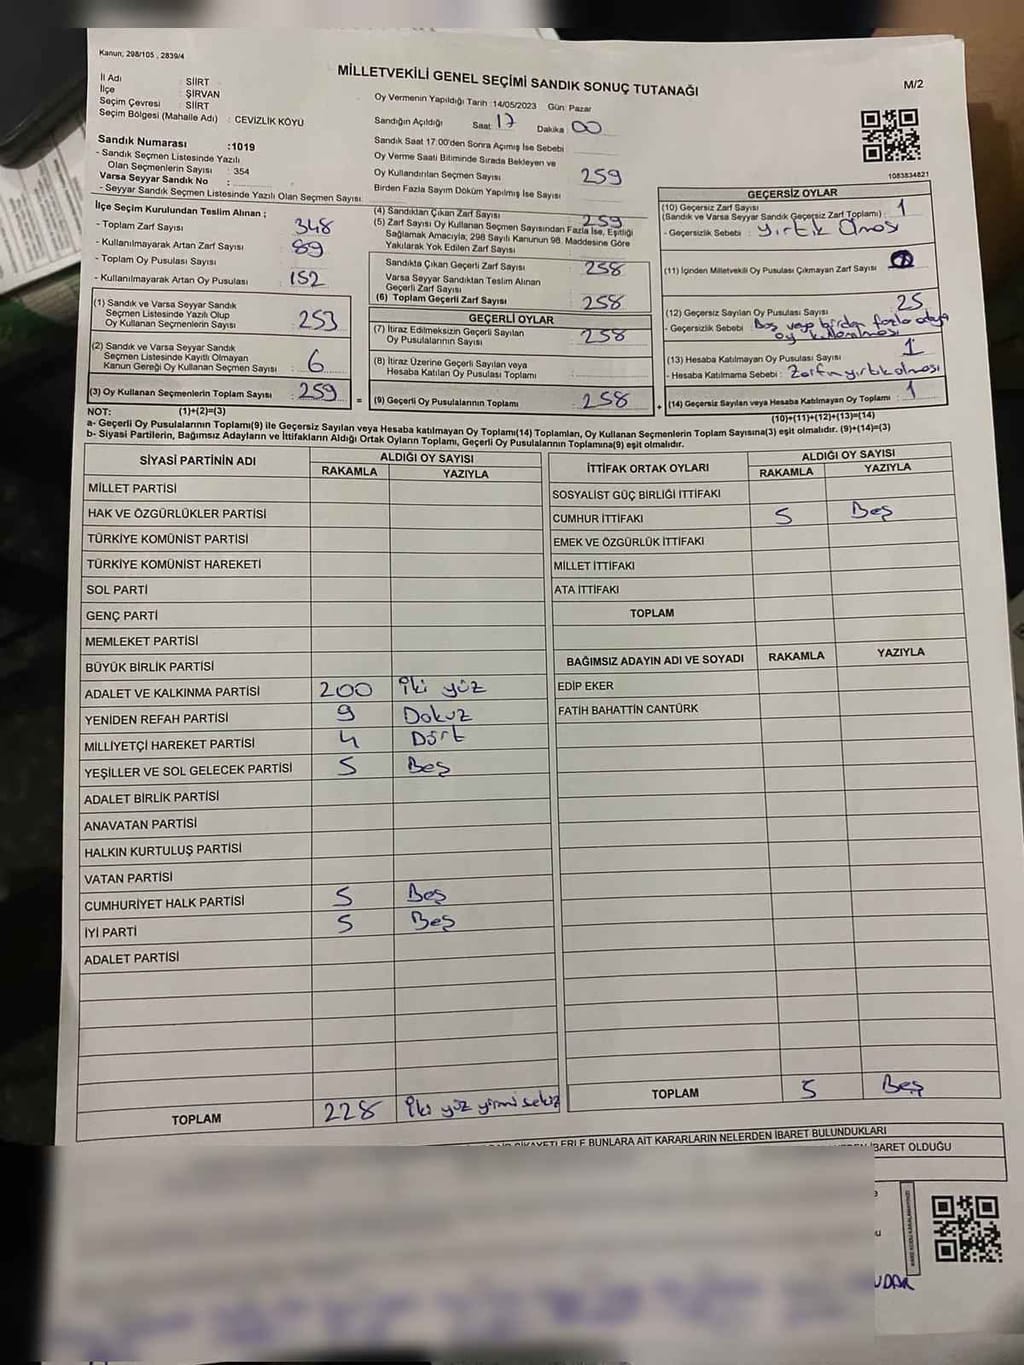 Kanun, 298/105 , 2839/4
MİLLETVEKİLİ GENEL SEÇİMİ SANDIK SONUÇ TUTANAĞI
M/2
İl Adı : SİİRT
İlçe : ŞİRVAN
Seçim Çevresi : SİİRT
Seçim Bölgesi (Mahalle Adı) : CEVİZLİK KÖYÜ
Sandık Numarası :1019
- Sandık Seçmen Listesinde Yazılı
Olan Seçmenlerin Sayısı : 354
Varsa Seyyar Sandık No :
- Seyyar Sandık Seçmen Listesinde Yazılı Olan Seçmen Sayısı
Oy Vermenin Yapıldığı Tarih :14/05/2023 Gün: Pazar
Sandığın Açıldığı Saat 17 Dakika 00
Sandık Saat 17:00'den Sonra Açımış İse Sebebi
Oy Verme Saati Bitiminde Sırada Bekleyen ve
Oy Kullandırılan Seçmen Sayısı : 259
Birden Fazla Sayım Döküm Yapılmış İse Sayısı
1083834821
İlçe Seçim Kurulundan Teslim Alınan ;
- Toplam Zarf Sayısı : 348
- Kullanılmayarak Artan Zarf Sayısı : 89
- Toplam Oy Pusulası Sayısı :
- Kullanılmayarak Artan Oy Pusulası : 152
(1) Sandık ve Varsa Seyyar Sandık
Seçmen Listesinde Yazılı Olup
Oy Kullanan Seçmenlerin Sayısı : 253
(2) Sandık ve Varsa Seyyar Sandık
Seçmen Listesinde Kayıtlı Olmayan
Kanun Gereği Oy Kullanan Seçmen Sayısı : 6
(3) Oy Kullanan Seçmenlerin Toplam Sayısı : 259
(4) Sandıktan Çıkan Zarf Sayısı : 259
(5) Zarf Sayısı Oy Kullanan Seçmen Sayısından Fazla İse, Eşitliği
Sağlamak Amacıyla; 298 Sayılı Kanunun 98. Maddesine Göre
Yakılarak Yok Edilen Zarf Sayısı
Sandıkta Çıkan Geçerli Zarf Sayısı : 258
Varsa Seyyar Sandıktan Teslim Alınan
Geçerli Zarf Sayısı
(6) Toplam Geçerli Zarf Sayısı : 258
GEÇERLİ OYLAR
(7) İtiraz Edilmeksizin Geçerli Sayılan
Oy Pusulalarının Sayısı : 258
(8) İtiraz Üzerine Geçerli Sayılan veya
Hesaba Katılan Oy Pusulası Toplamı :
= (9) Geçerli Oy Pusulalarının Toplamı : 258
GEÇERSİZ OYLAR
(10) Geçersiz Zarf Sayısı
(Sandık ve Varsa Seyyar Sandık Geçersiz Zarf Toplamı) : 1
- Geçersizlik Sebebi : yırtık Olması
(11) İçinden Milletvekili Oy Pusulası Çıkmayan Zarf Sayısı
(12) Geçersiz Sayılan Oy Pusulası Sayısı : 25
- Geçersizlik Sebebi : Boş veya birden fazla
oy kullanılması
(13) Hesaba Katılmayan Oy Pusulası Sayısı : 1
- Hesaba Katılmama Sebebi : Zarfın yırtık olması
+ (14) Geçersiz Sayılan veya Hesaba Katılmayan Oy Toplamı : 1
NOT: (1)+(2)=(3)
(10)+(11)+(12)+(13)=(14)
a- Geçerli Oy Pusulalarının Toplamı(9) ile Geçersiz Sayılan veya Hesaba katılmayan Oy Toplamı(14) Toplamları, Oy Kullanan Seçmenlerin Toplam Sayısına(3) eşit olmalıdır. (9)+(14)=(3)
b- Siyasi Partilerin, Bağımsız Adayların ve İttifakların Aldığı Ortak Oyların Toplamı, Geçerli Oy Pusulalarının Toplamına(9) eşit olmalıdır.
SİYASİ PARTİNİN ADI ALDIĞI OY SAYISI
RAKAMLA YAZIYLA
MİLLET PARTİSİ
HAK VE ÖZGÜRLÜKLER PARTİSİ
TÜRKİYE KOMÜNİST PARTİSİ
TÜRKİYE KOMÜNİST HAREKETİ
SOL PARTİ
GENÇ PARTİ
MEMLEKET PARTİSİ
BÜYÜK BİRLİK PARTİSİ
ADALET VE KALKINMA PARTİSİ 200 İki yüz
YENİDEN REFAH PARTİSİ 9 Dokuz
MİLLİYETÇİ HAREKET PARTİSİ 4 Dört
YEŞİLLER VE SOL GELECEK PARTİSİ 5 Beş
ADALET BİRLİK PARTİSİ
ANAVATAN PARTİSİ
HALKIN KURTULUŞ PARTİSİ
VATAN PARTİSİ
CUMHURİYET HALK PARTİSİ 5 Beş
İYİ PARTİ 5 Beş
ADALET PARTİSİ
TOPLAM 228 İki yüz yirmi sekiz
İTTİFAK ORTAK OYLARI ALDIĞI OY SAYISI
RAKAMLA YAZIYLA
SOSYALİST GÜÇ BİRLİĞİ İTTİFAKI
CUMHUR İTTİFAKI 5 Beş
EMEK VE ÖZGÜRLÜK İTTİFAKI
MİLLET İTTİFAKI
ATA İTTİFAKI
TOPLAM
BAĞIMSIZ ADAYIN ADI VE SOYADI RAKAMLA YAZIYLA
EDİP EKER
FATİH BAHATTİN CANTÜRK
TOPLAM 5 Beş
BUNLARA AİT KARARLARIN NELERDEN İBARET BULUNDUKLARI
İBARET OLDUĞU